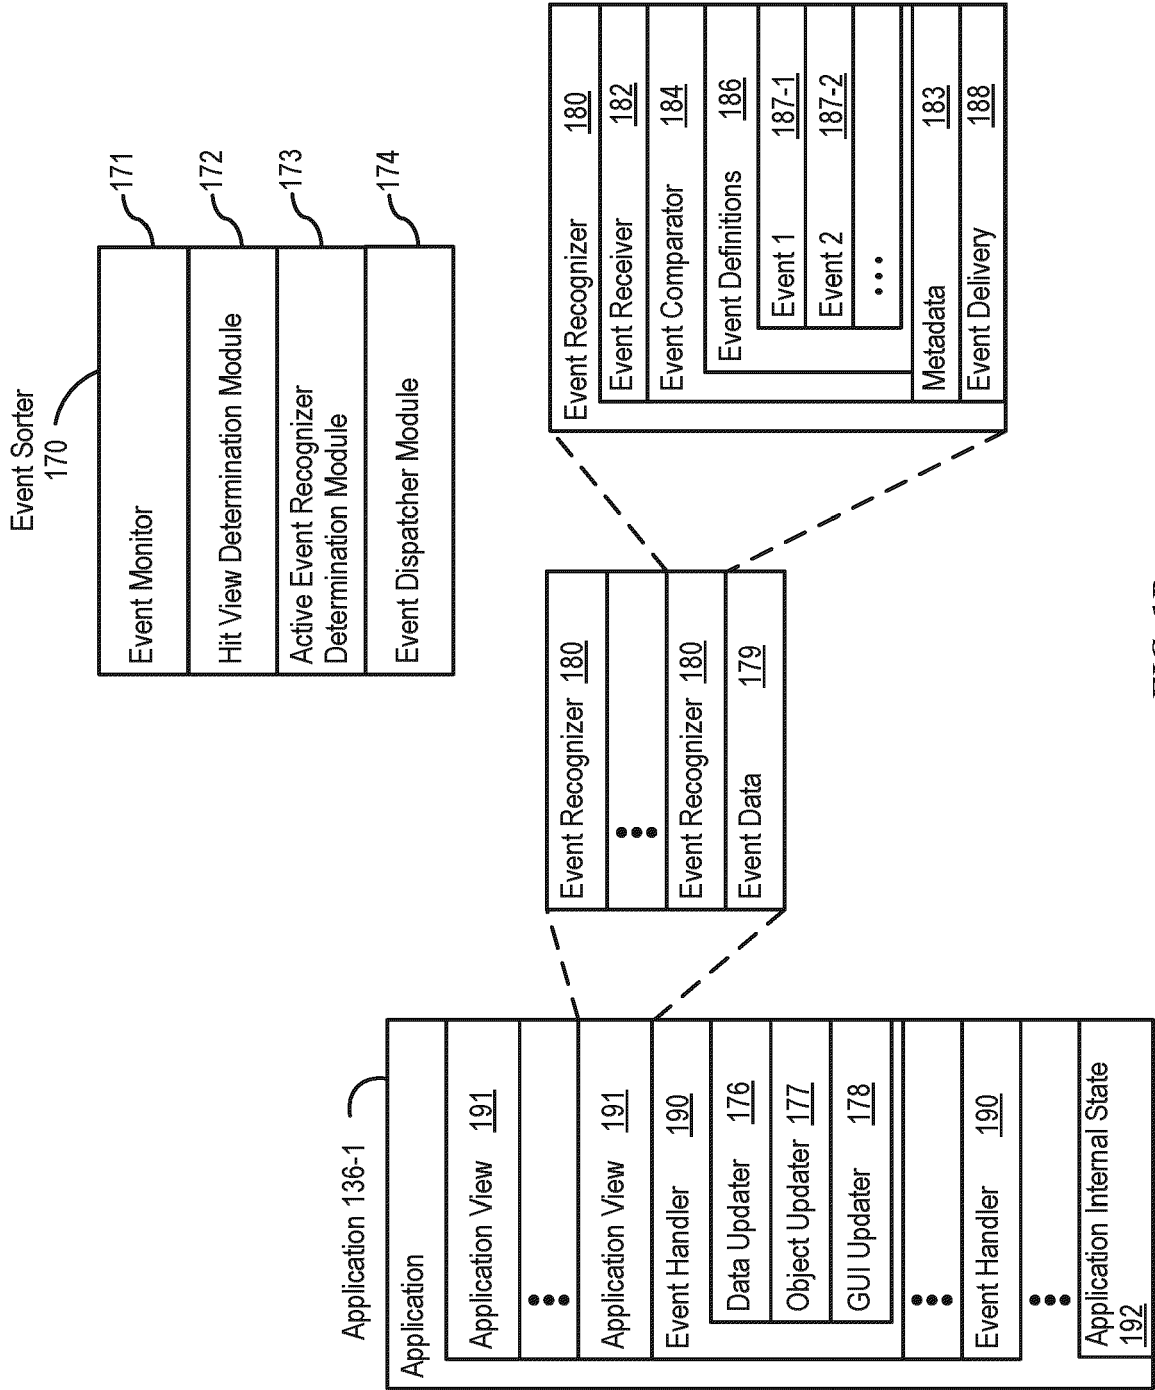 Event Sorter
170
Event Monitor
171
Hit View Determination Module
172
Active Event Recognizer
Determination Module
173
Event Dispatcher Module
174
Application 136-1
Application
Application View 191
Application View 191
Event Handler 190
Data Updater 176
Object Updater 177
GUI Updater 178
Event Handler 190
Application Internal State
192
Event Recognizer 180
Event Recognizer 180
Event Data 179
Event Recognizer 180
Event Receiver 182
Event Comparator 184
Event Definitions 186
Event 1 187-1
Event 2 187-2
Metadata 183
Event Delivery 188